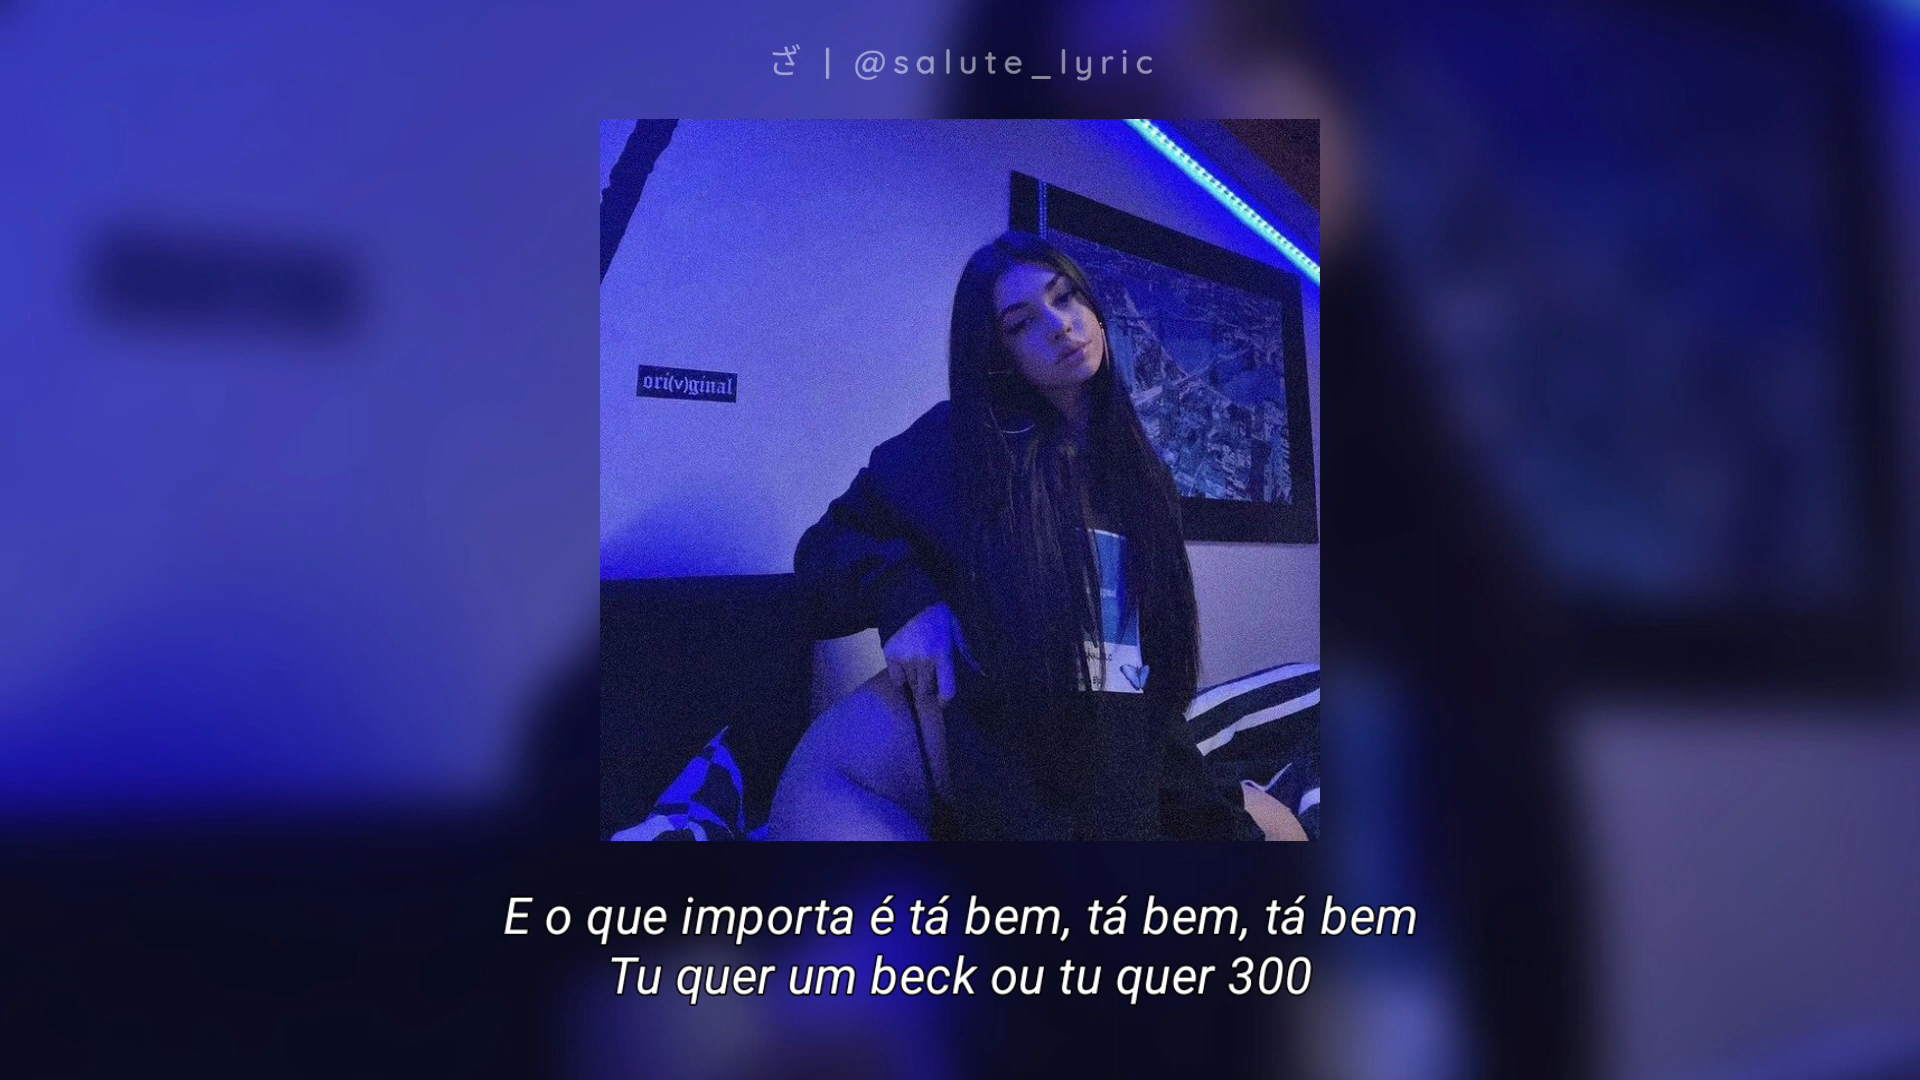 ざ | @salute_lyric
ori(v)ginal
E o que importa é tá bem, tá bem, tá bem
Tu quer um beck ou tu quer 300